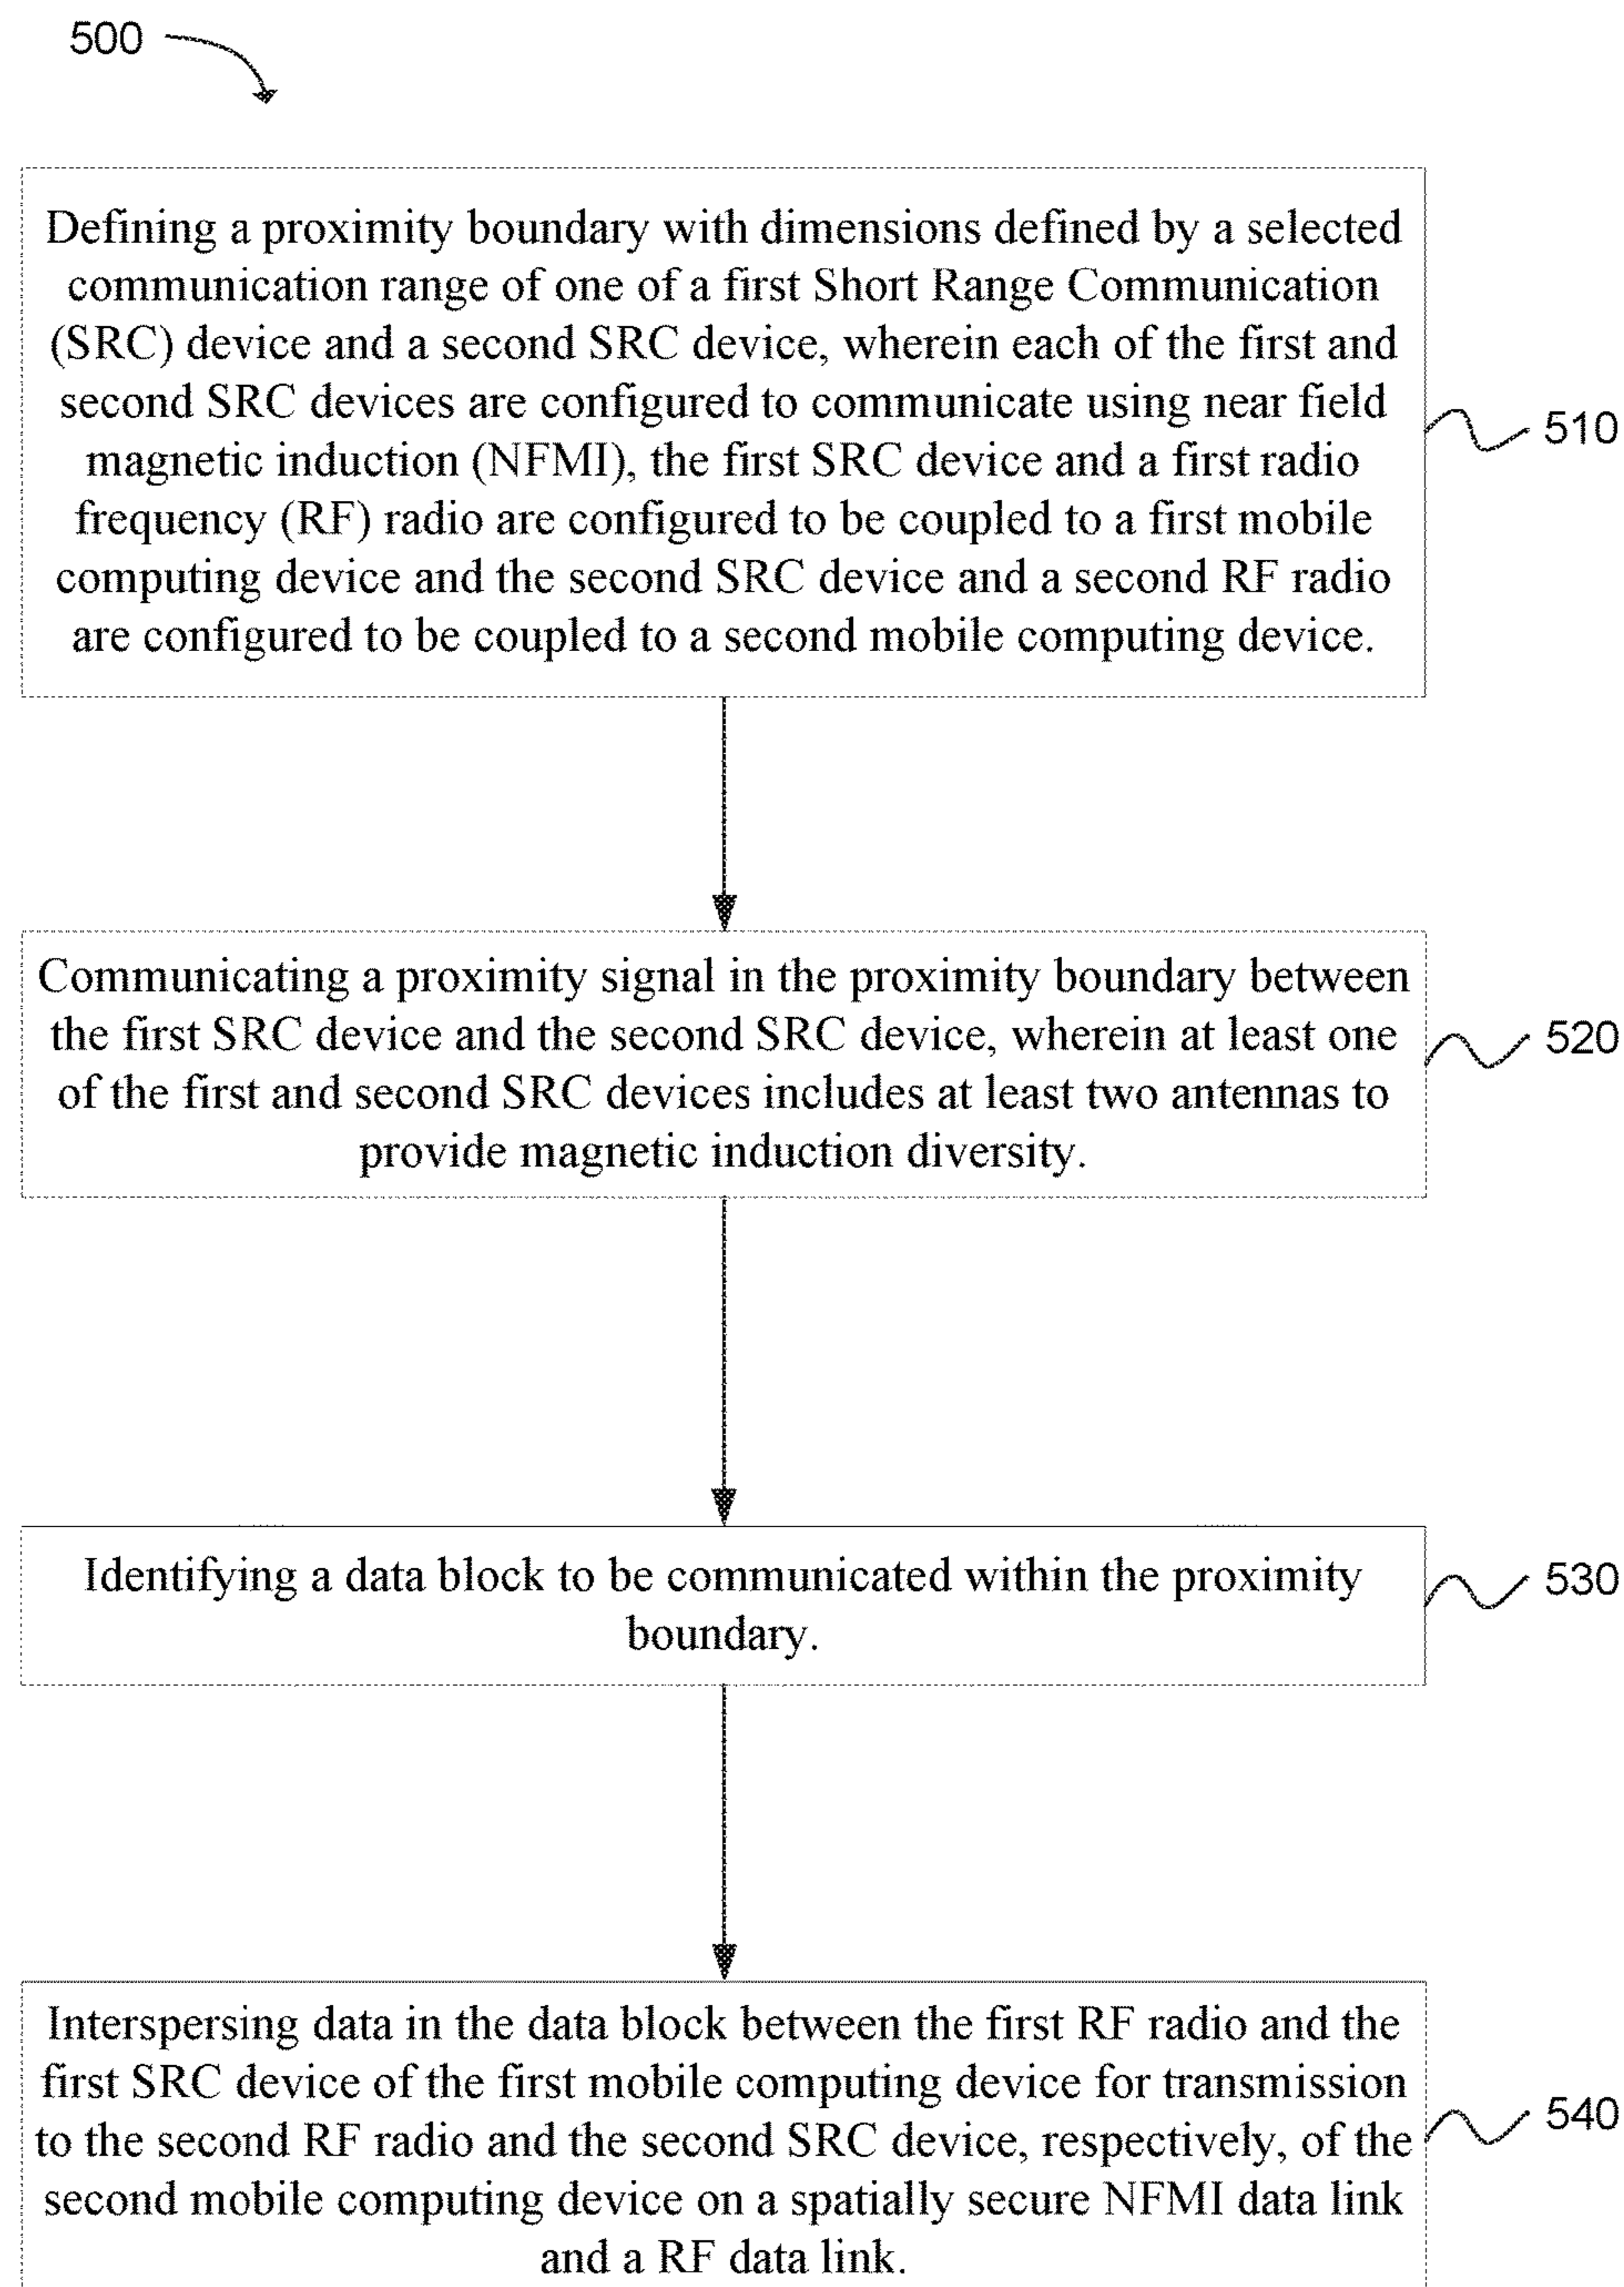 500
Defining a proximity boundary with dimensions defined by a selected
communication range of one of a first Short Range Communication
(SRC) device and a second SRC device, wherein each of the first and
second SRC devices are configured to communicate using near field
magnetic induction (NFMI), the first SRC device and a first radio
frequency (RF) radio are configured to be coupled to a first mobile
computing device and the second SRC device and a second RF radio
are configured to be coupled to a second mobile computing device.
510
Communicating a proximity signal in the proximity boundary between
the first SRC device and the second SRC device, wherein at least one
of the first and second SRC devices includes at least two antennas to
provide magnetic induction diversity.
520
Identifying a data block to be communicated within the proximity
boundary.
530
Interspersing data in the data block between the first RF radio and the
first SRC device of the first mobile computing device for transmission
to the second RF radio and the second SRC device, respectively, of the
second mobile computing device on a spatially secure NFMI data link
and a RF data link.
540